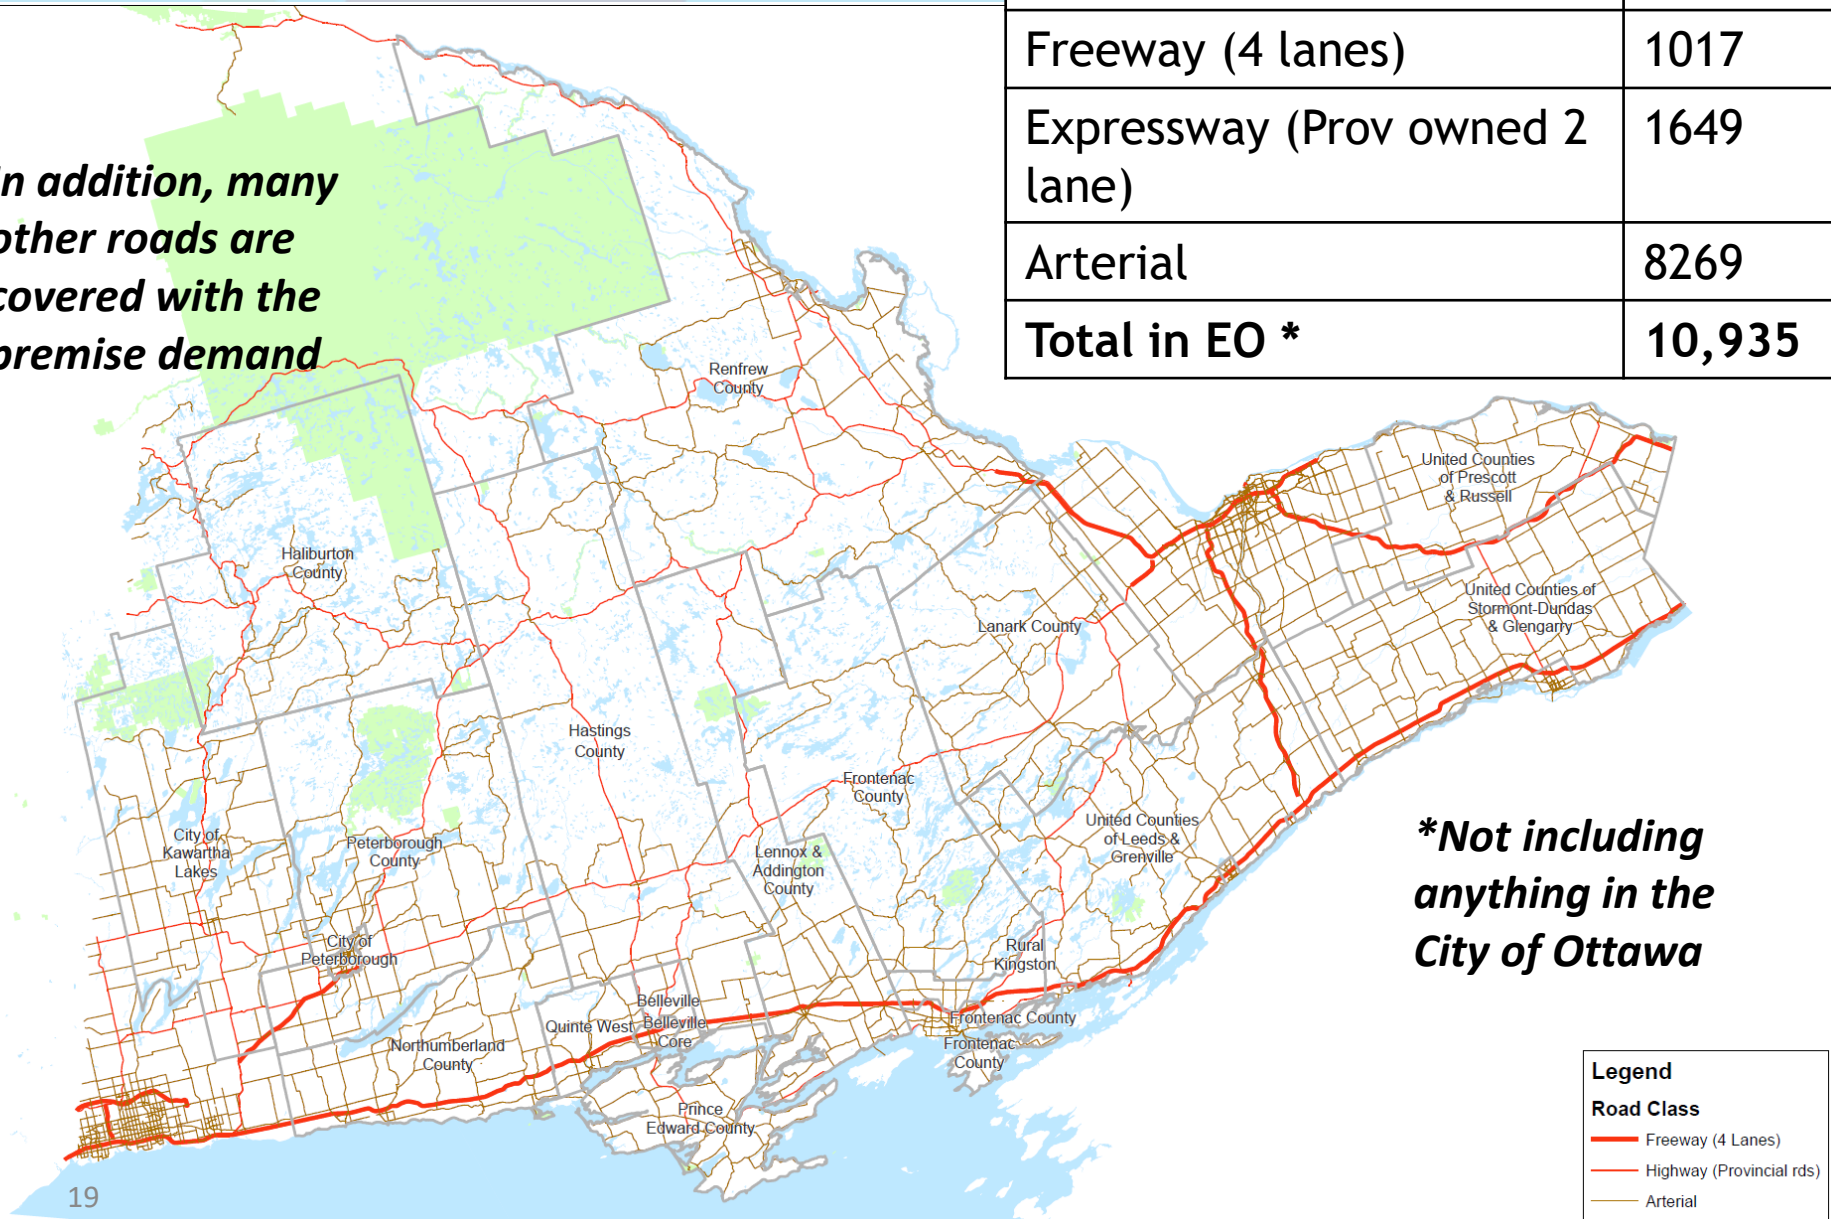 Freeway (4 lanes) 1017
Expressway (Prov owned 2 1649
lane)
Arterial 8269
Total in EO * 10,935
in addition, many
other roads are
covered with the
premise demand
Renfrew
County
United Counties
of Prescott
& Russell
Haliburton
County
United Counties of
Stormont-Dundas
& Glengarry
Lanark County
Hastings
County
Frontenac
County
City of
Kawartha
Lakes
Peterborough
County
Lennox &
Addington
County
United Counties
of Leeds &
Grenville
*Not including
anything in the
City of Ottawa
City of
Peterborough
Rural
Kingston
Belleville
Quinte West
Belleville
Core
Frontenac County
Northumberland
County
Frontenac
County
Prince
Edward County
Legend
Road Class
Freeway (4 Lanes)
Highway (Provincial rds)
Arterial
19